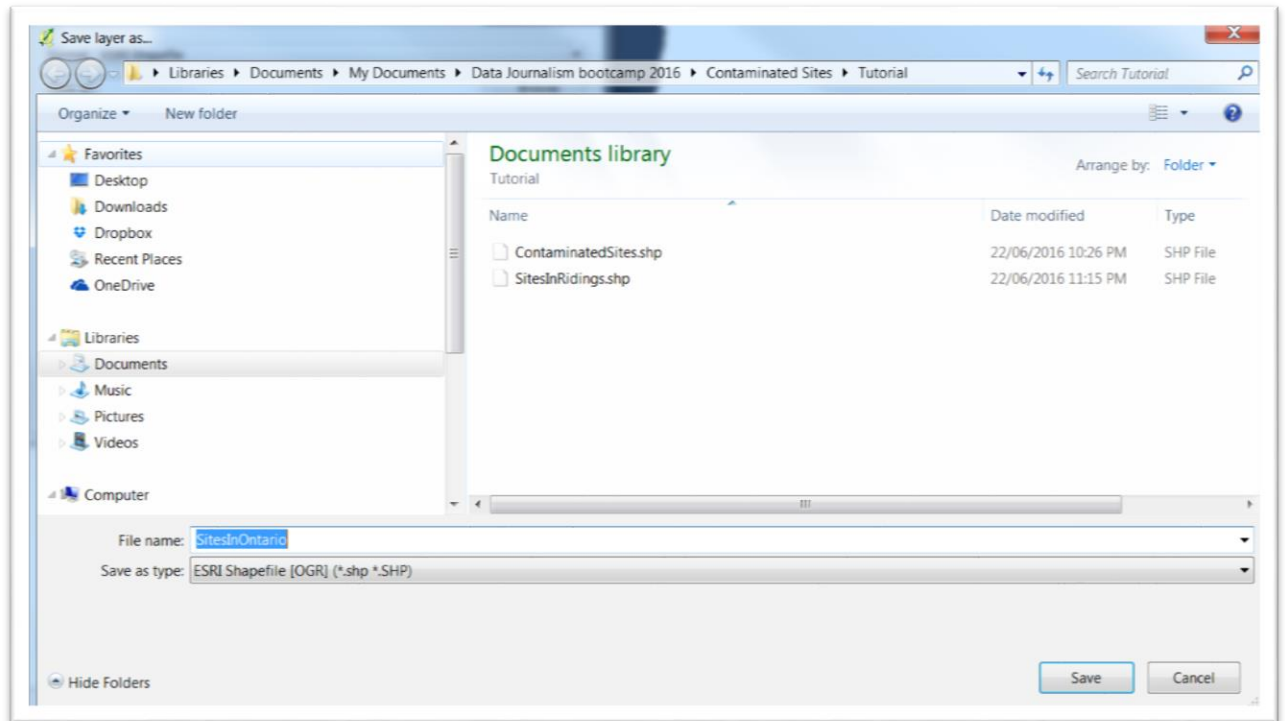 Save layer as...
Libraries ▸ Documents ▸ My Documents ▸ Data Journalism bootcamp 2016 ▸ Contaminated Sites ▸ Tutorial
Search Tutorial
Organize
New folder
Favorites
Desktop
Downloads
Dropbox
Recent Places
OneDrive
Libraries
Documents
Music
Pictures
Videos
Computer
Documents library
Tutorial
Arrange by: Folder
Name Date modified Type
ContaminatedSites.shp 22/06/2016 10:26 PM SHP File
SitesInRidings.shp 22/06/2016 11:15 PM SHP File
File name: SitesInOntario
Save as type: ESRI Shapefile [OGR] (*.shp *.SHP)
Hide Folders
Save
Cancel